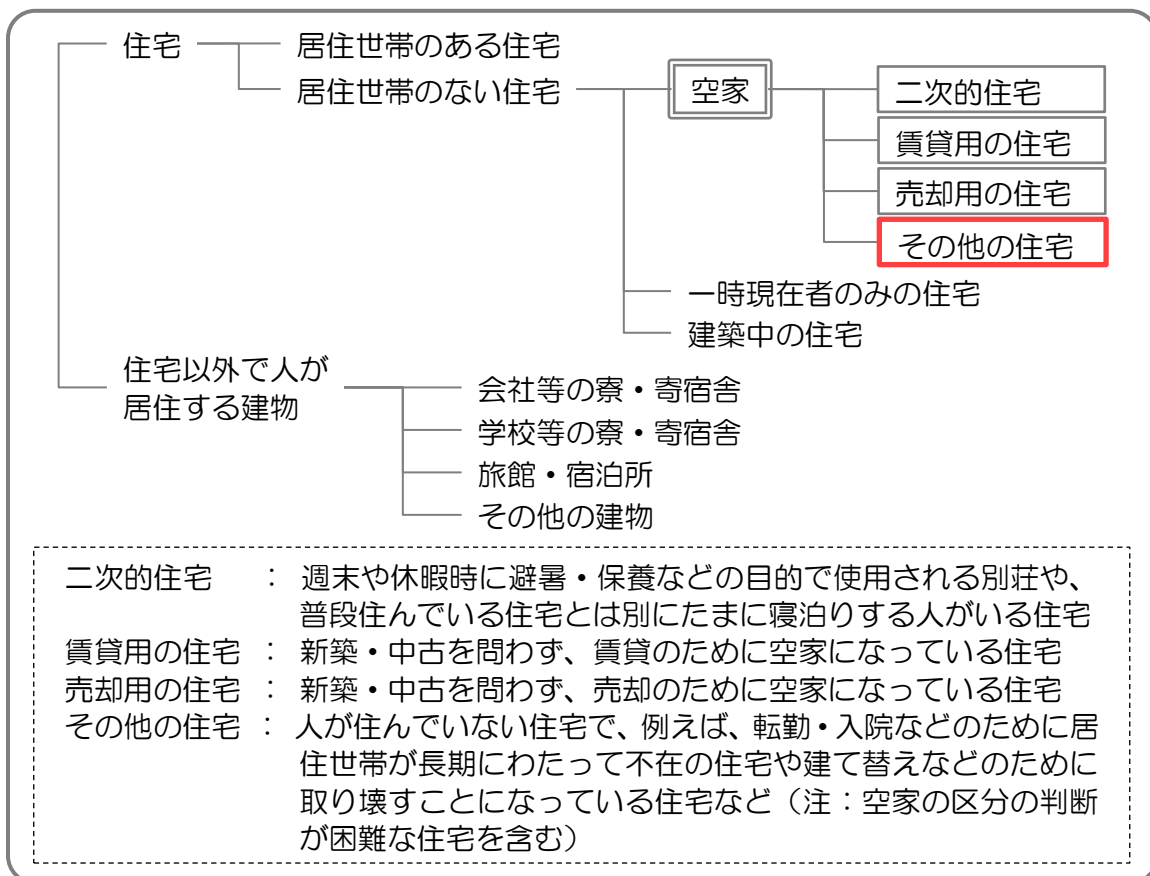 住宅
居住世帯のある住宅
居住世帯のない住宅
空家
二次的住宅
賃貸用の住宅
売却用の住宅
その他の住宅
一時現在者のみの住宅
建築中の住宅
住宅以外で人が
居住する建物
会社等の寮・寄宿舎
学校等の寮・寄宿舎
旅館・宿泊所
その他の建物
二次的住宅 : 週末や休暇時に避暑・保養などの目的で使用される別荘や、
普段住んでいる住宅とは別にたまに寝泊りする人がいる住宅
賃貸用の住宅 : 新築・中古を問わず、賃貸のために空家になっている住宅
売却用の住宅 : 新築・中古を問わず、売却のために空家になっている住宅
その他の住宅 : 人が住んでいない住宅で、例えば、転勤・入院などのために居
住世帯が長期にわたって不在の住宅や建て替えなどのために
取り壊すことになっている住宅など（注：空家の区分の判断
が困難な住宅を含む）